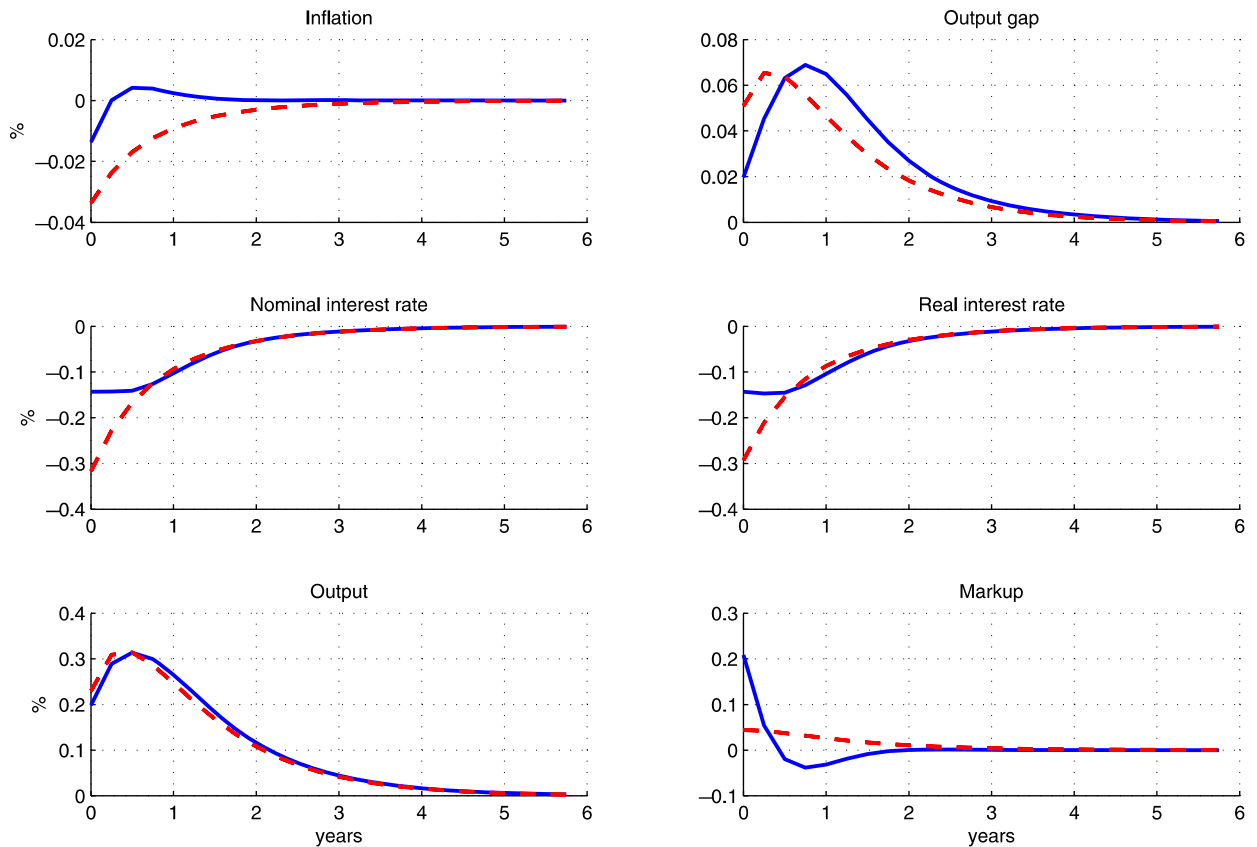 Inflation
0.02
0
−0.02
−0.04
%
0 1 2 3 4 5 6
Output gap
0.08
0.06
0.04
0.02
0
0 1 2 3 4 5 6
Nominal interest rate
0
−0.1
−0.2
−0.3
−0.4
%
0 1 2 3 4 5 6
Real interest rate
0
−0.1
−0.2
−0.3
−0.4
0 1 2 3 4 5 6
Output
0.4
0.3
0.2
0.1
0
%
0 1 2 3 4 5 6
years
Markup
0.3
0.2
0.1
0
−0.1
0 1 2 3 4 5 6
years